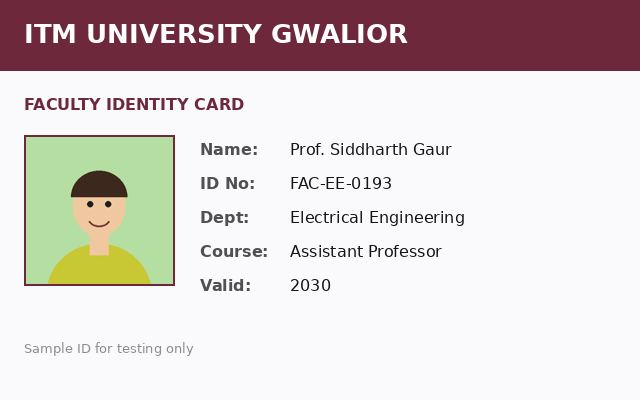 ITM UNIVERSITY GWALIOR
FACULTY IDENTITY CARD
Name: Prof. Siddharth Gaur
ID No: FAC-EE-0193
Dept: Electrical Engineering
Course: Assistant Professor
Valid: 2030
Sample ID for testing only